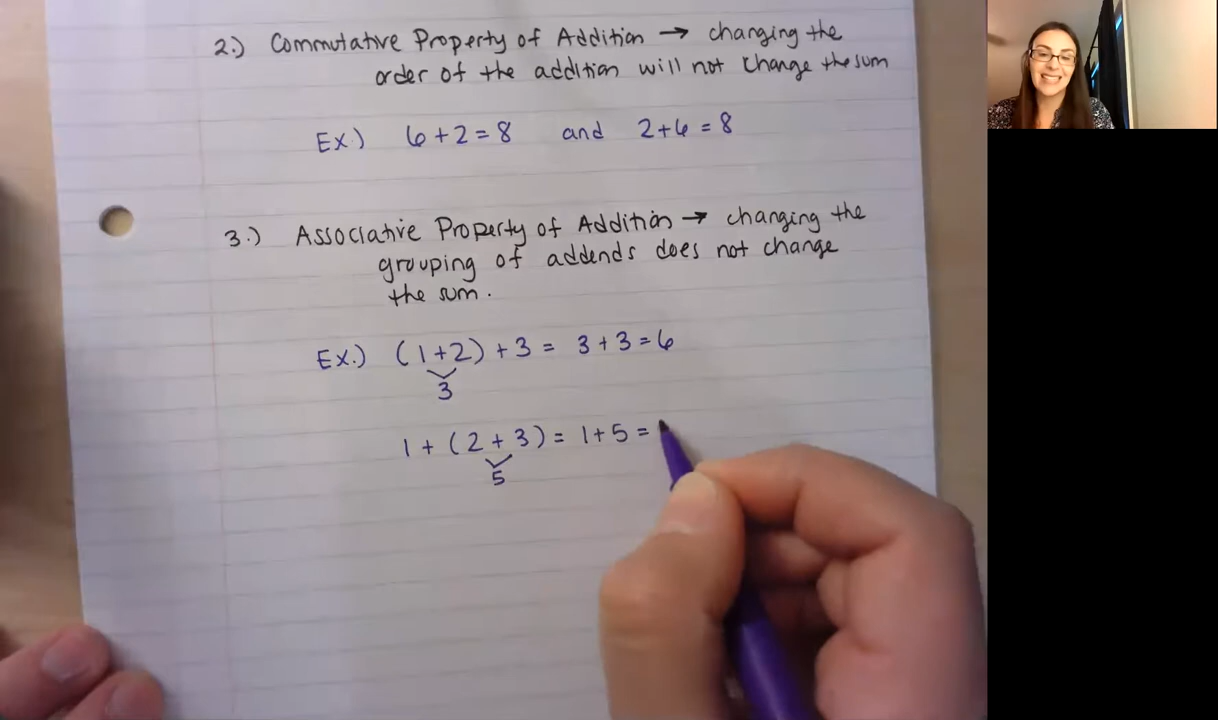 2.) Commutative Property of Addition → changing the
order of the addition will not change the sum
Ex.) 6+2=8 and 2+6=8
3.) Associative Property of Addition → changing the
grouping of addends does not change
the sum.
Ex.) (1+2)+3= 3+3=6
3
1+(2+3)= 1+5=
5